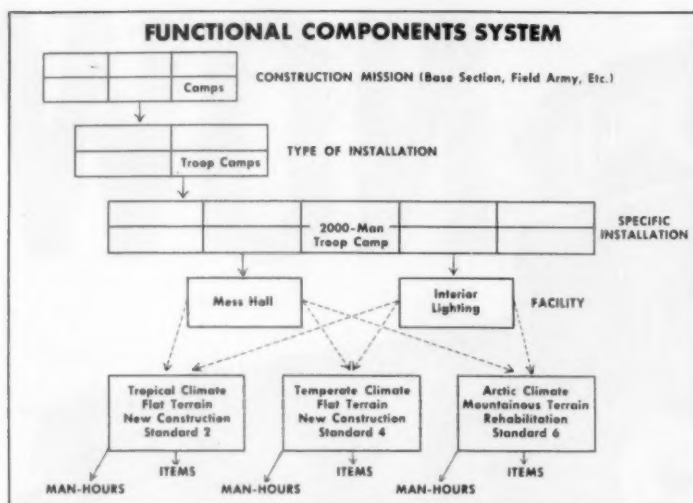 FUNCTIONAL COMPONENTS SYSTEM
Camps
CONSTRUCTION MISSION (Base Section, Field Army, Etc.)
Troop Camps
TYPE OF INSTALLATION
2000-Man
Troop Camp
SPECIFIC
INSTALLATION
Mess Hall
Interior
Lighting
FACILITY
Tropical Climate
Flat Terrain
New Construction
Standard 2
Temperate Climate
Flat Terrain
New Construction
Standard 4
Arctic Climate
Mountainous Terrain
Rehabilitation
Standard 6
MAN-HOURS
ITEMS
MAN-HOURS
ITEMS
MAN-HOURS
ITEMS